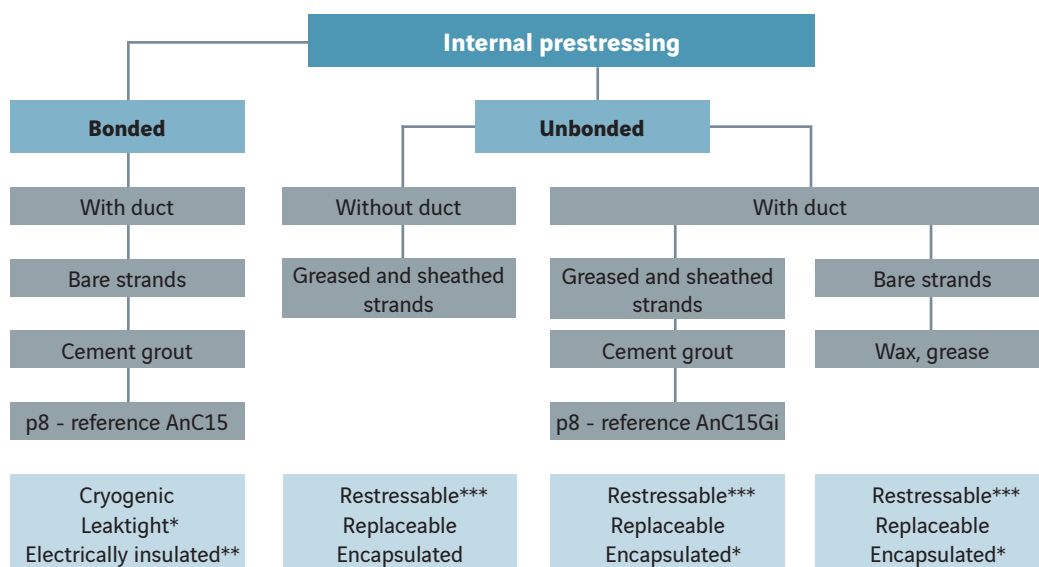 Internal prestressing
Bonded
Unbonded
With duct
Without duct
With duct
Bare strands
Greased and sheathed
strands
Greased and sheathed
strands
Bare strands
Cement grout
Cement grout
Wax, grease
p8 - reference AnC15
p8 - reference AnC15Gi
Cryogenic
Leaktight*
Electrically insulated**
Restressable***
Replaceable
Encapsulated
Restressable***
Replaceable
Encapsulated*
Restressable***
Replaceable
Encapsulated*